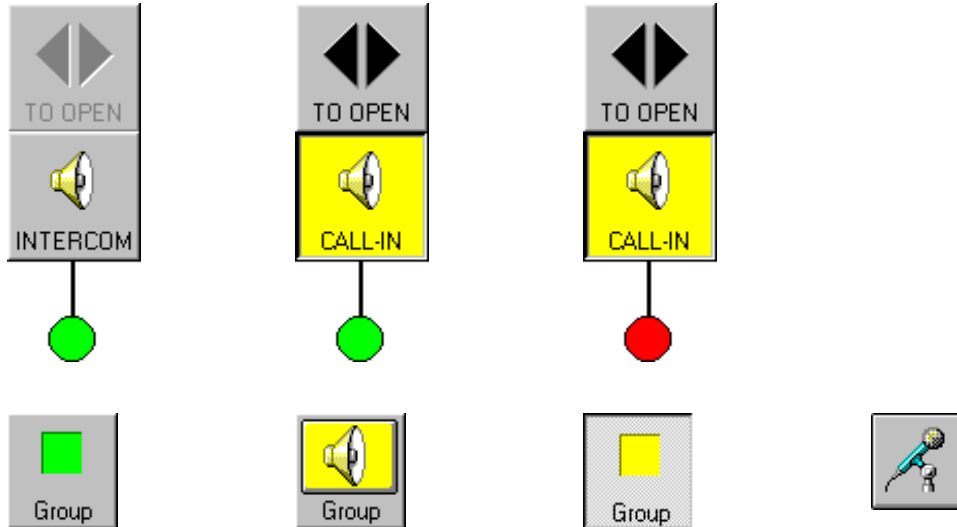 TO OPEN
TO OPEN
TO OPEN
INTERCOM
CALL-IN
CALL-IN
Group
Group
Group